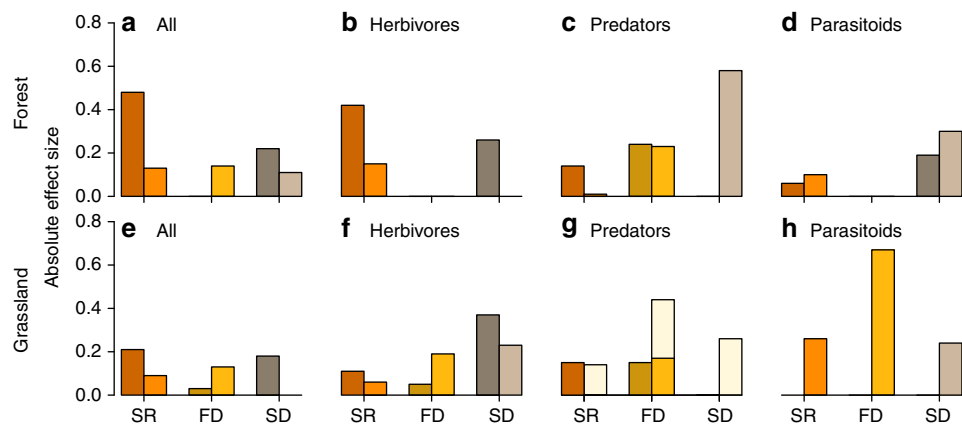 a All
b Herbivores
c Predators
d Parasitoids
0.8
0.6
0.4
0.2
0.0
Forest
Absolute effect size
e All
f Herbivores
g Predators
h Parasitoids
0.8
0.6
0.4
0.2
0.0
Grassland
SR FD SD
SR FD SD
SR FD SD
SR FD SD